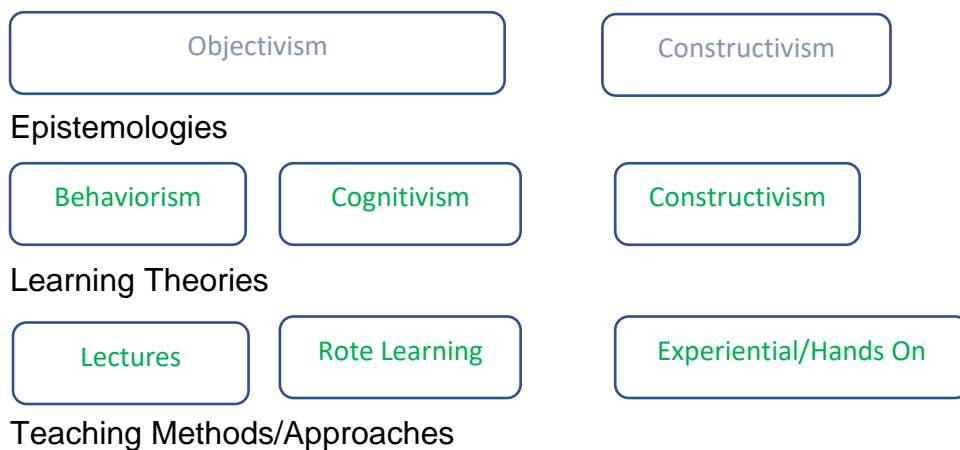 Objectivism Constructivism
Epistemologies
Behaviorism Cognitivism Constructivism
Learning Theories
Lectures Rote Learning Experiential/Hands On
Teaching Methods/Approaches